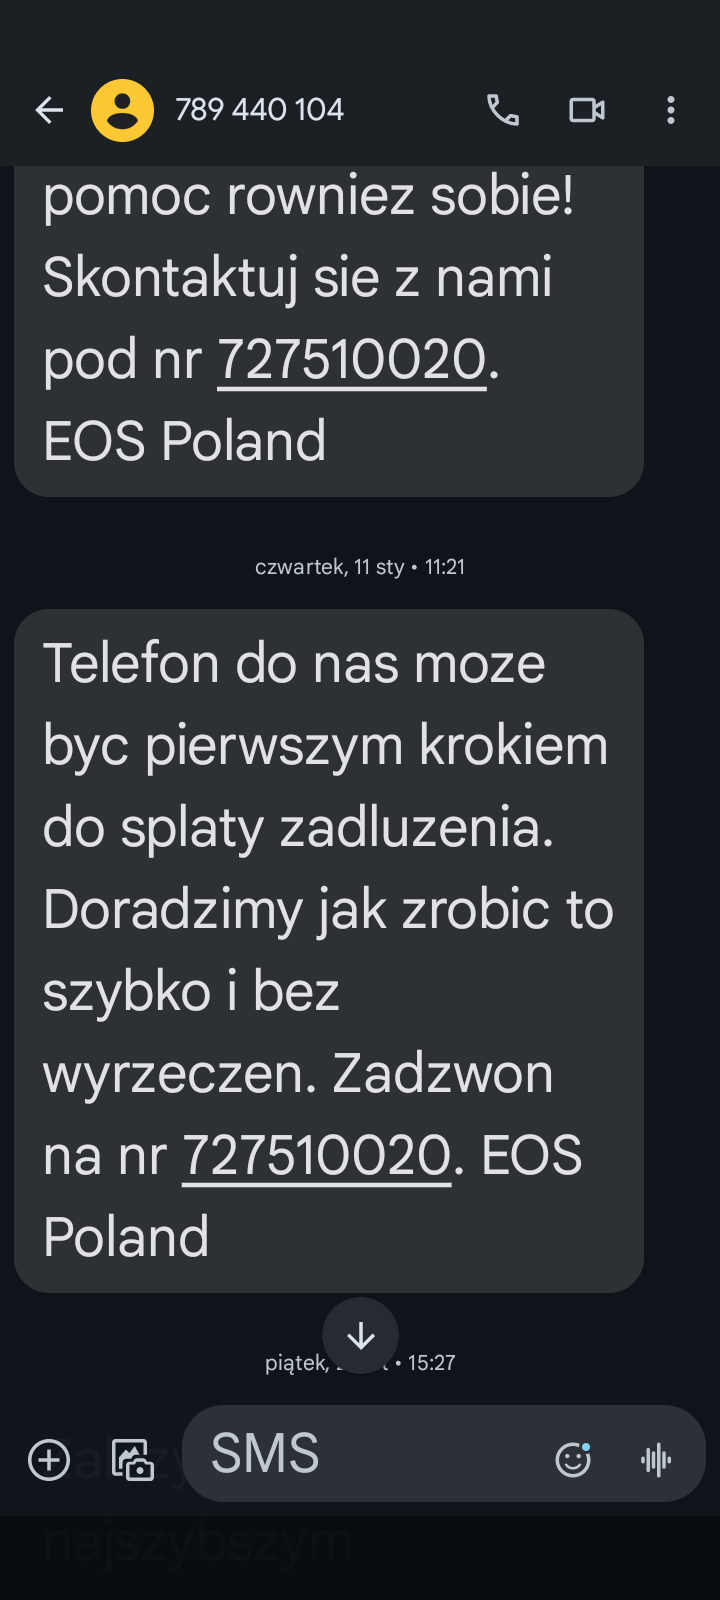 789 440 104
pomoc rowniez sobie!
Skontaktuj sie z nami
pod nr 727510020.
EOS Poland
czwartek, 11 sty • 11:21
Telefon do nas moze
byc pierwszym krokiem
do splaty zadluzenia.
Doradzimy jak zrobic to
szybko i bez
wyrzeczen. Zadzwon
na nr 727510020. EOS
Poland
piątek, • 15:27
SMS
najszybszym